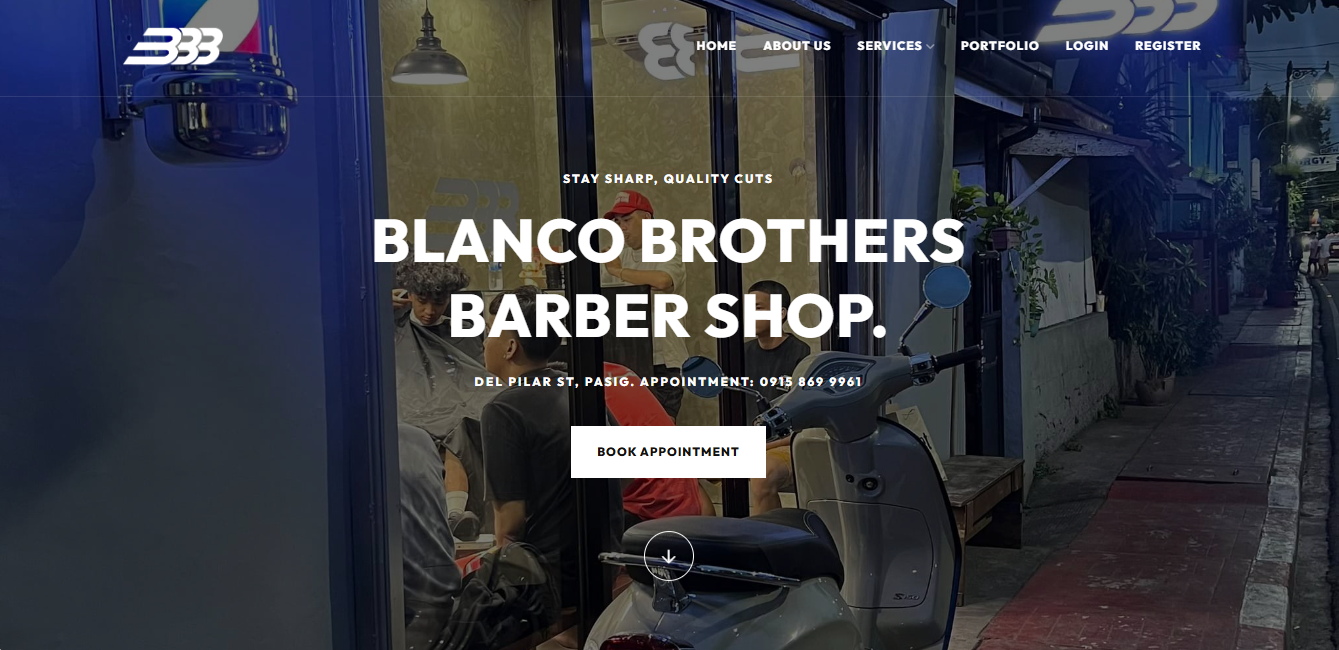 HOME ABOUT US SERVICES PORTFOLIO LOGIN REGISTER
STAY SHARP, QUALITY CUTS
BLANCO BROTHERS
BARBER SHOP.
DEL PILAR ST, PASIG. APPOINTMENT: 0915 869 9961
BOOK APPOINTMENT